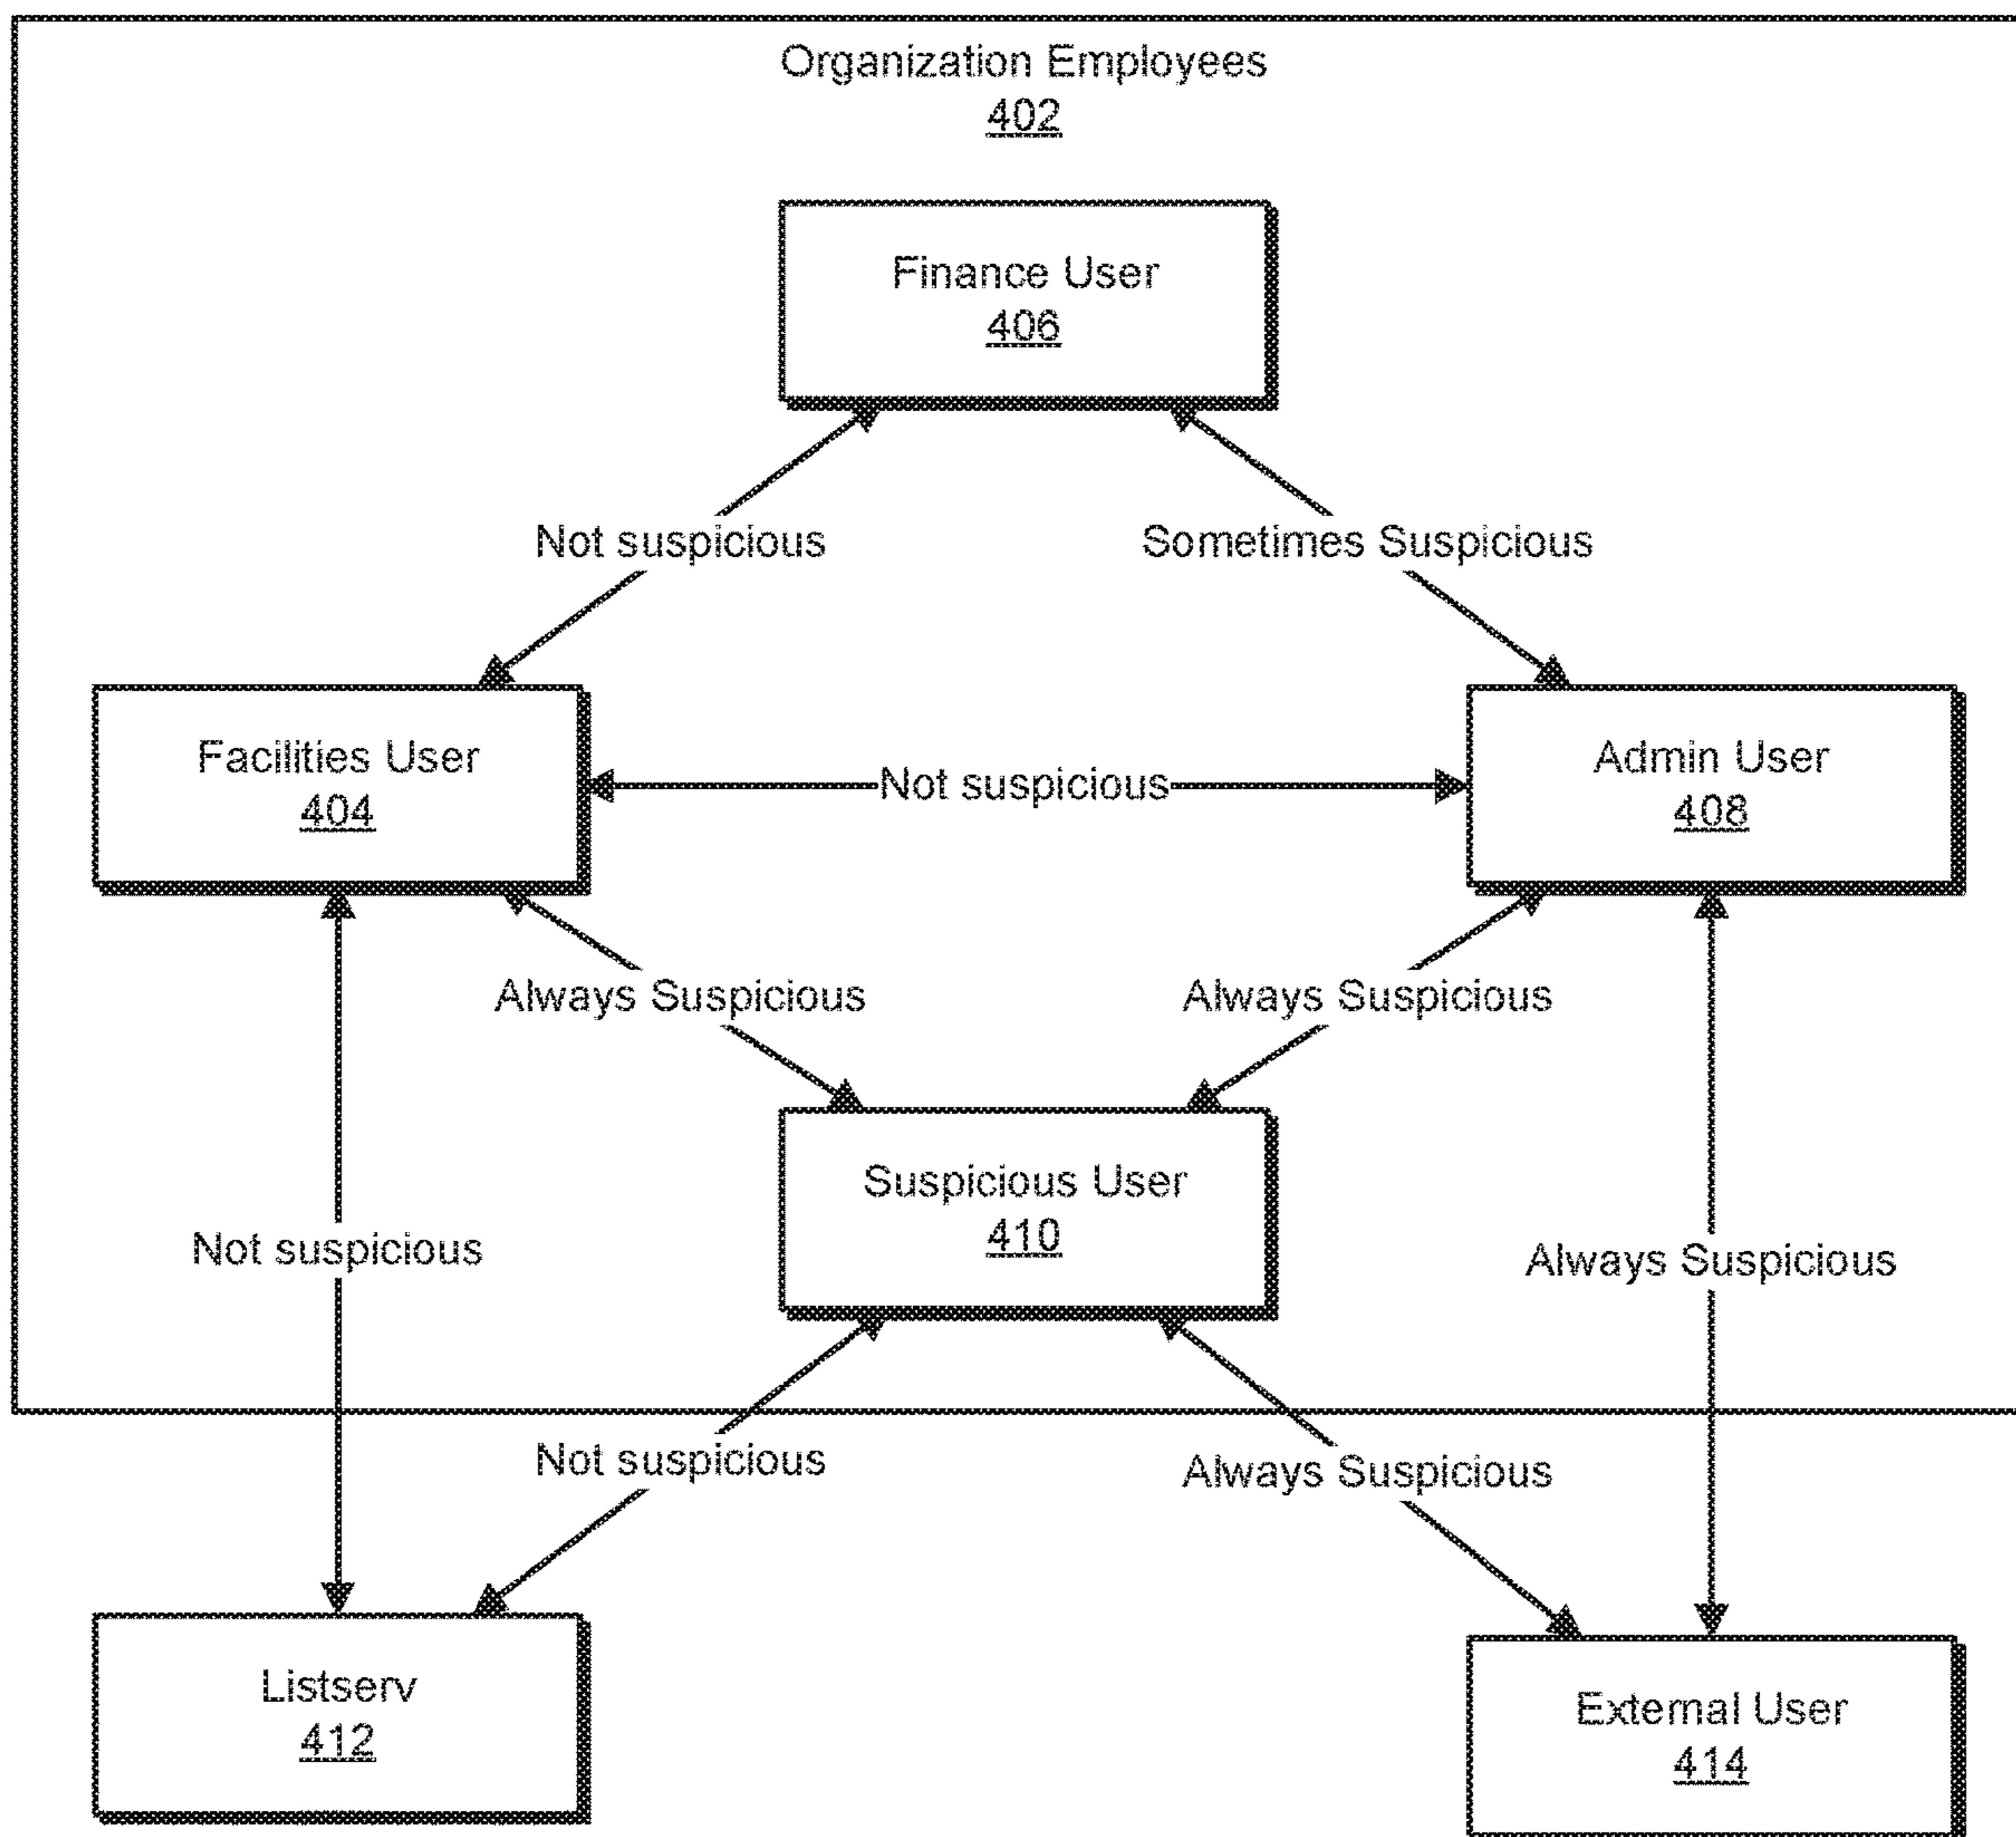 Organization Employees
402
Finance User
406
Not suspicious
Sometimes Suspicious
Facilities User
404
Not suspicious
Admin User
408
Always Suspicious
Always Suspicious
Suspicious User
410
Not suspicious
Always Suspicious
Not suspicious
Always Suspicious
Listserv
412
External User
414